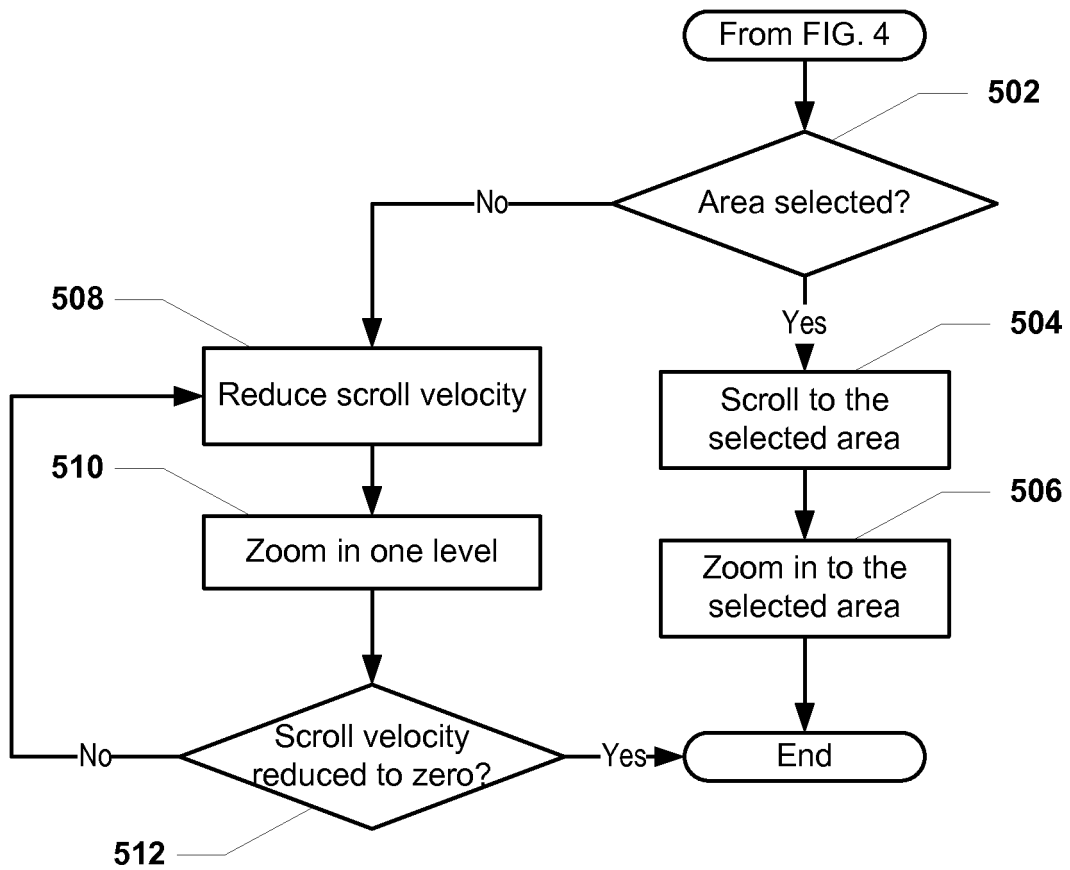 From FIG. 4
502
Area selected?
No
Yes
508
Reduce scroll velocity
504
Scroll to the
selected area
510
Zoom in one level
506
Zoom in to the
selected area
Scroll velocity
reduced to zero?
No
Yes
End
512